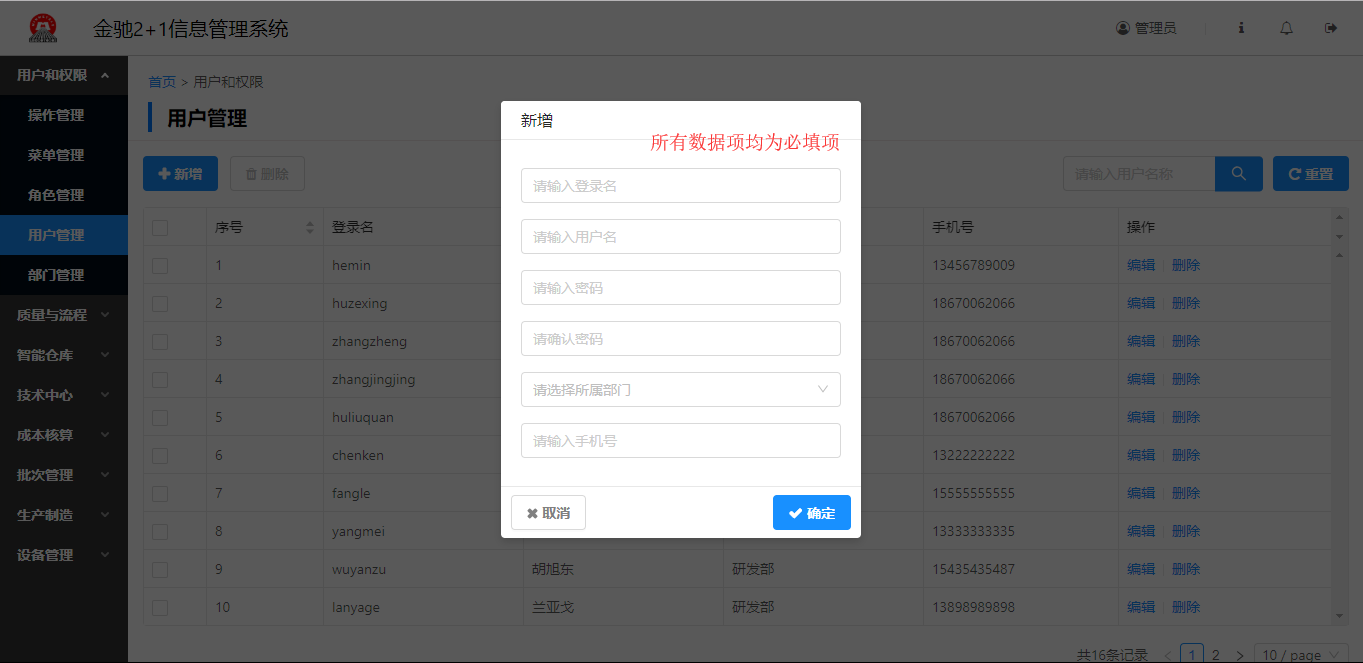 金驰2+1信息管理系统
管理员
用户和权限
操作管理
菜单管理
角色管理
用户管理
部门管理
质量与流程
智能仓库
技术中心
成本核算
批次管理
生产制造
设备管理
首页 > 用户和权限
用户管理
新增 删除
请输入用户名称 重置
序号 登录名 手机号 操作
1 hemin 13456789009 编辑 删除
2 huzexing 18670062066 编辑 删除
3 zhangzheng 18670062066 编辑 删除
4 zhangjingjing 18670062066 编辑 删除
5 huliuquan 18670062066 编辑 删除
6 chenken 13222222222 编辑 删除
7 fangle 15555555555 编辑 删除
8 yangmei 13333333335 编辑 删除
9 wuyanzu 胡旭东 研发部 15435435487 编辑 删除
10 lanyage 兰亚戈 研发部 13898989898 编辑 删除
共16条记录 < 1 2 > 10 / page
新增
所有数据项均为必填项
请输入登录名
请输入用户名
请输入密码
请确认密码
请选择所属部门
请输入手机号
取消 确定